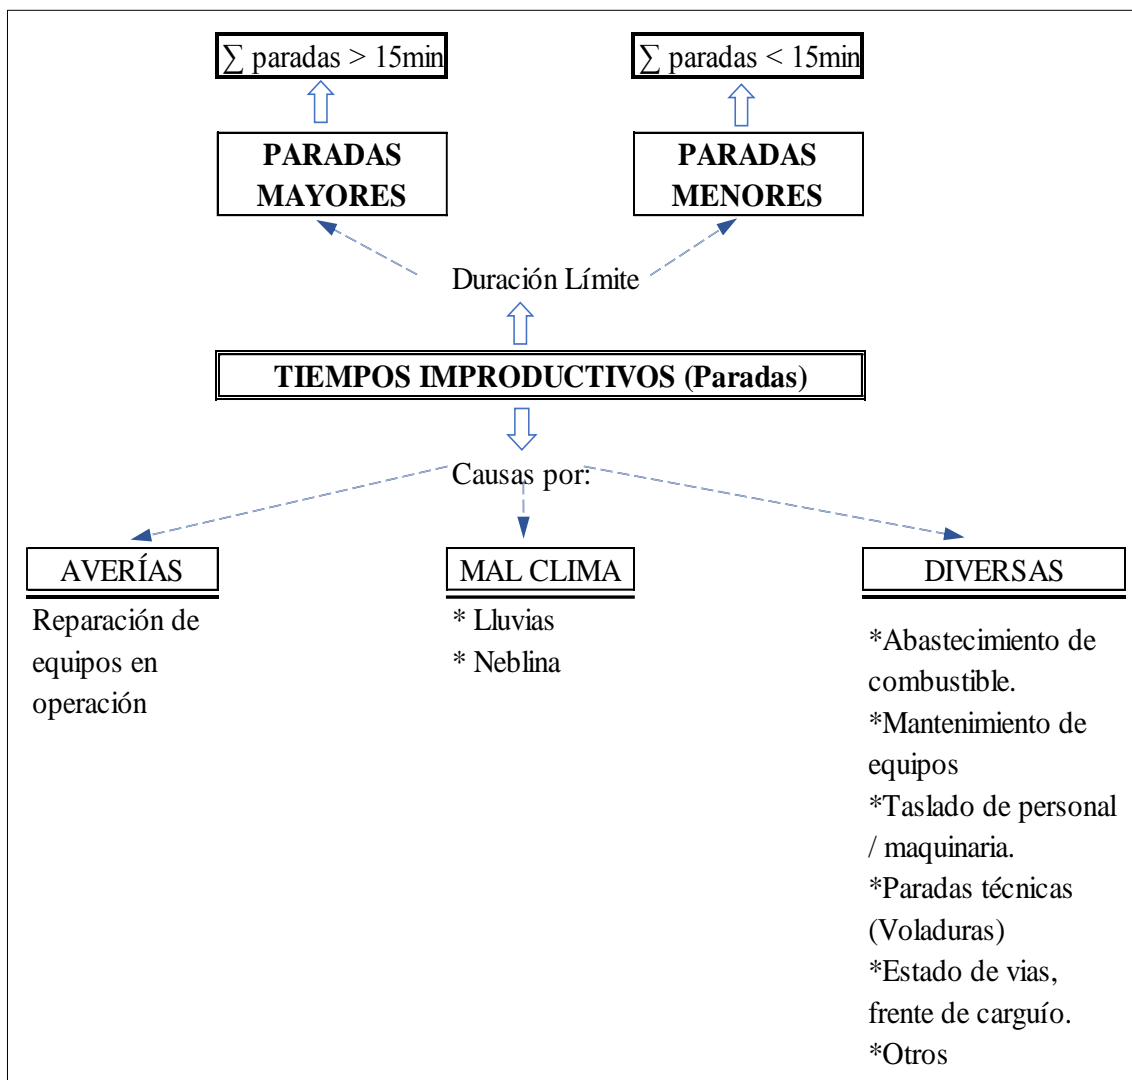 ∑ paradas > 15min
∑ paradas < 15min
PARADAS
MAYORES
PARADAS
MENORES
Duración Límite
TIEMPOS IMPRODUCTIVOS (Paradas)
Causas por:
AVERÍAS
Reparación de
equipos en
operación
MAL CLIMA
* Lluvias
* Neblina
DIVERSAS
*Abastecimiento de
combustible.
*Mantenimiento de
equipos
*Taslado de personal
/ maquinaria.
*Paradas técnicas
(Voladuras)
*Estado de vias,
frente de carguío.
*Otros